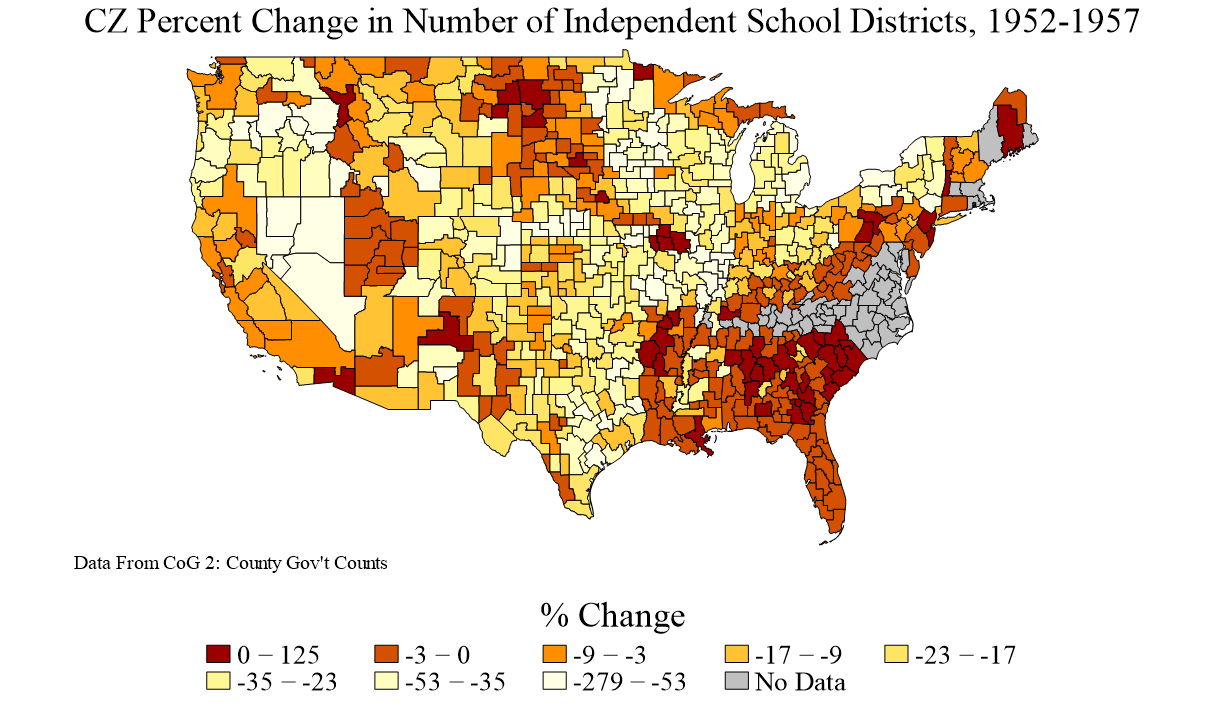 CZ Percent Change in Number of Independent School Districts, 1952-1957
Data From CoG 2: County Gov't Counts
% Change
0 − 125
-3 − 0
-9 − -3
-17 − -9
-23 − -17
-35 − -23
-53 − -35
-279 − -53
No Data